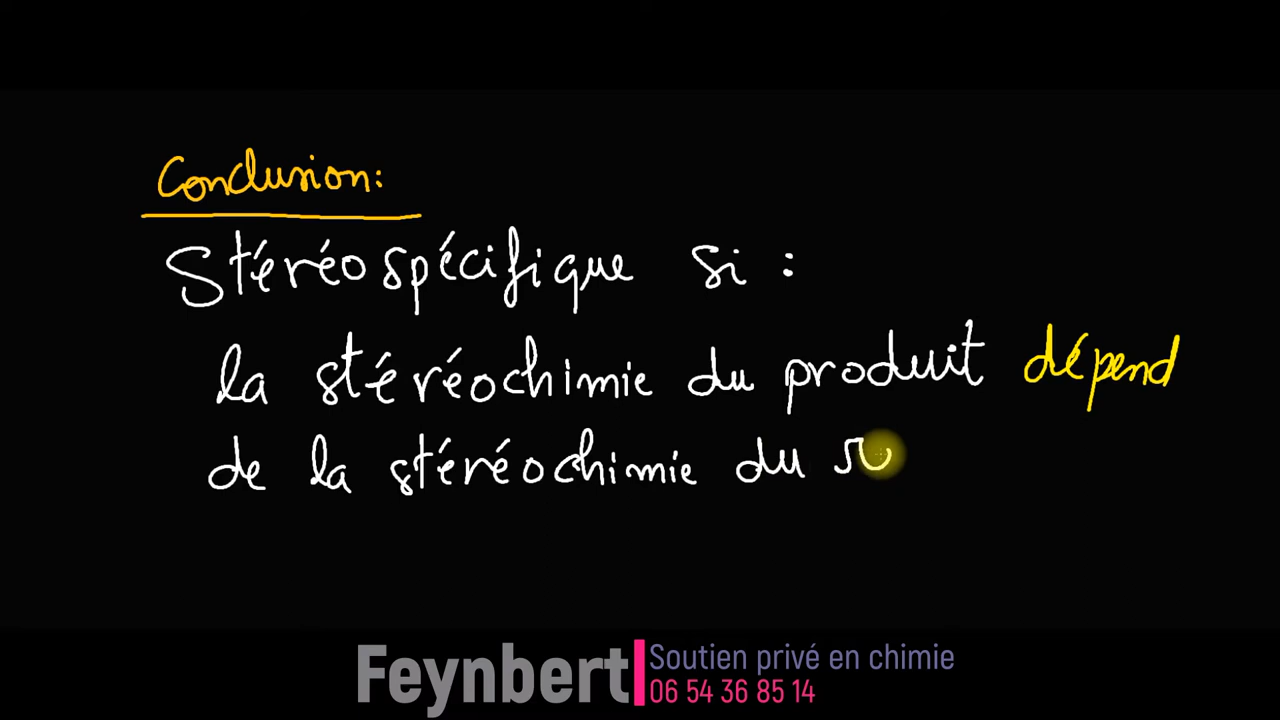 Conclusion:
Stéréospécifique si :
la stéréochimie du produit dépend
de la stéréochimie du su
Feynbert
Soutien privé en chimie
06 54 36 85 14